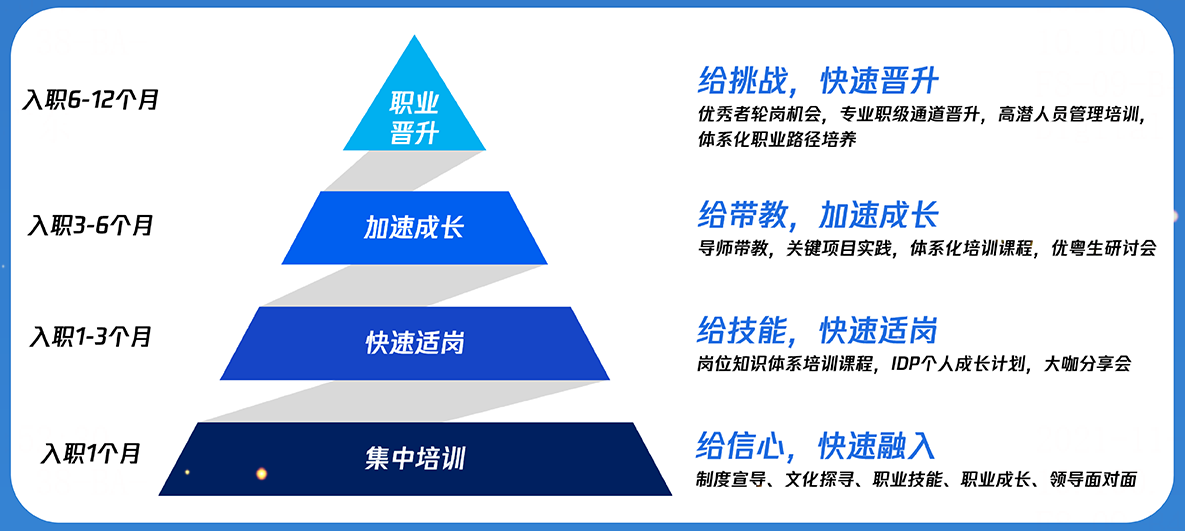 入职6-12个月
职业
晋升
给挑战，快速晋升
优秀者轮岗机会，专业职级通道晋升，高潜人员管理培训，
体系化职业路径培养
入职3-6个月
加速成长
给带教，加速成长
导师带教，关键项目实践，体系化培训课程，优粤生研讨会
入职1-3个月
快速适岗
给技能，快速适岗
岗位知识体系培训课程，IDP个人成长计划，大咖分享会
入职1个月
集中培训
给信心，快速融入
制度宣导、文化探寻、职业技能、职业成长、领导面对面